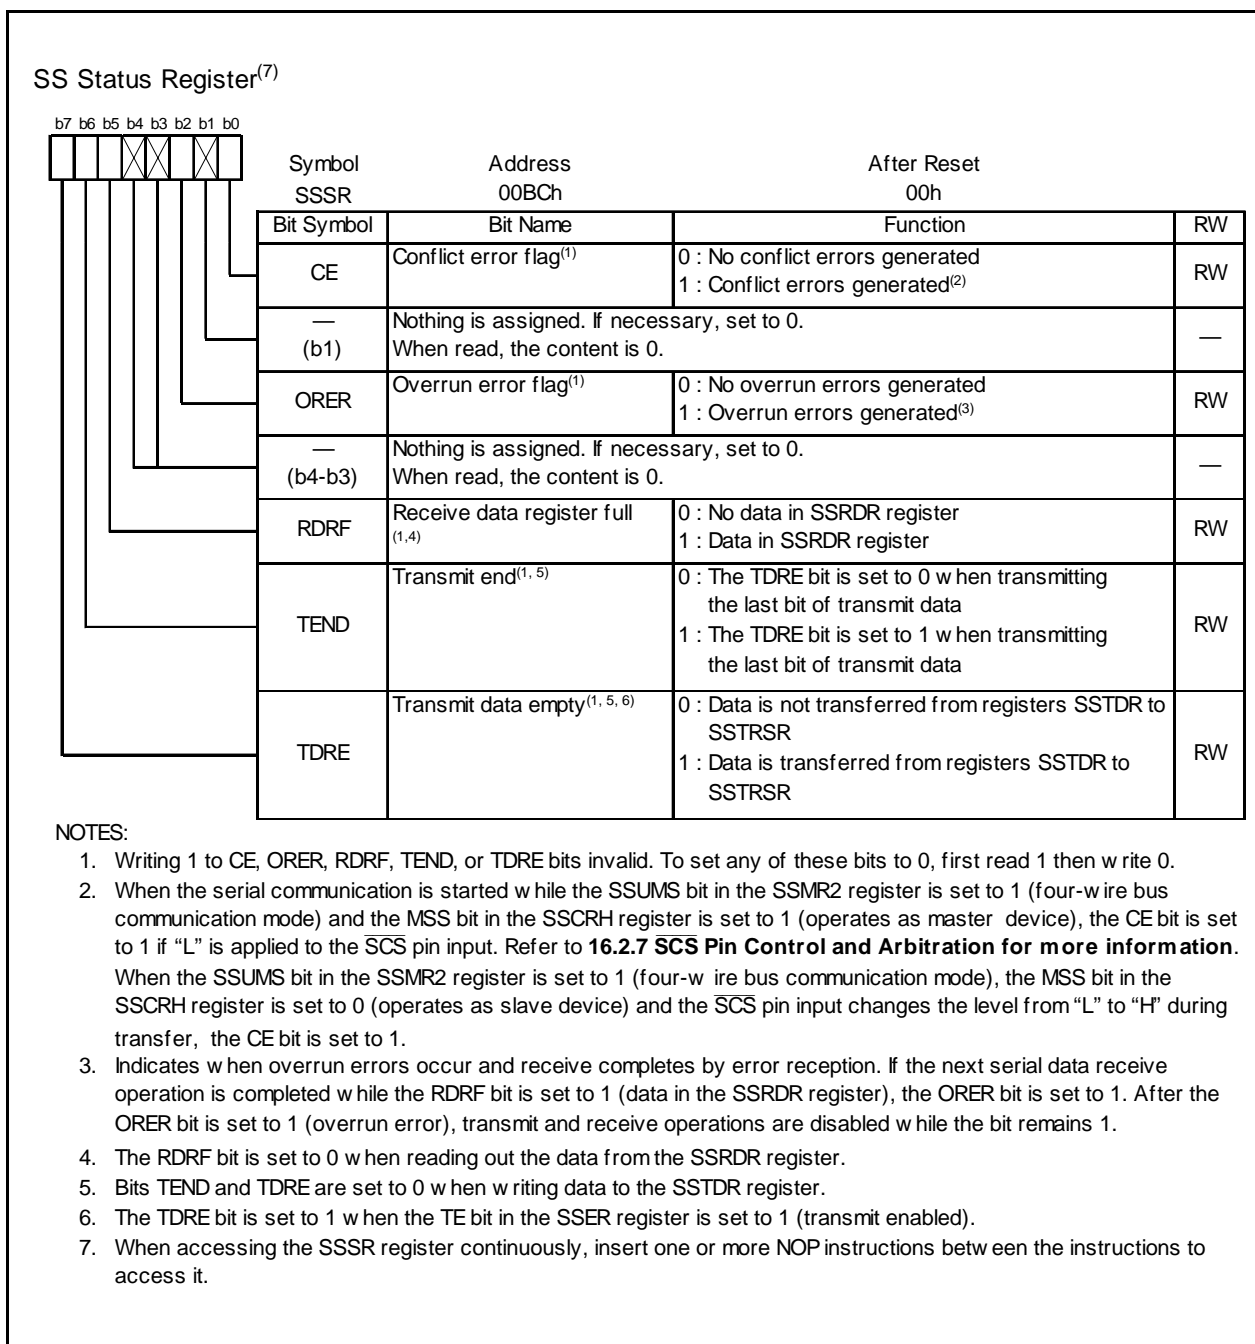 SS Status Register(7)
b7 b6 b5 b4 b3 b2 b1 b0
Symbol Address After Reset
SSSR 00BCh 00h
Bit Symbol Bit Name Function RW
CE Conflict error flag(1) 0 : No conflict errors generated RW
1 : Conflict errors generated(2)
— Nothing is assigned. If necessary, set to 0. —
(b1) When read, the content is 0.
ORER Overrun error flag(1) 0 : No overrun errors generated RW
1 : Overrun errors generated(3)
— Nothing is assigned. If necessary, set to 0. —
(b4-b3) When read, the content is 0.
RDRF Receive data register full 0 : No data in SSRDR register RW
(1,4) 1 : Data in SSRDR register
TEND Transmit end(1, 5) 0 : The TDRE bit is set to 0 when transmitting RW
the last bit of transmit data
1 : The TDRE bit is set to 1 when transmitting
the last bit of transmit data
TDRE Transmit data empty(1, 5, 6) 0 : Data is not transferred from registers SSTDR to RW
SSTRSR
1 : Data is transferred from registers SSTDR to
SSTRSR
NOTES:
1. Writing 1 to CE, ORER, RDRF, TEND, or TDRE bits invalid. To set any of these bits to 0, first read 1 then write 0.
2. When the serial communication is started while the SSUMS bit in the SSMR2 register is set to 1 (four-wire bus
communication mode) and the MSS bit in the SSCRH register is set to 1 (operates as master device), the CE bit is set
to 1 if “L” is applied to the SCS pin input. Refer to 16.2.7 SCS Pin Control and Arbitration for more information.
When the SSUMS bit in the SSMR2 register is set to 1 (four-wire bus communication mode), the MSS bit in the
SSCRH register is set to 0 (operates as slave device) and the SCS pin input changes the level from “L” to “H” during
transfer, the CE bit is set to 1.
3. Indicates when overrun errors occur and receive completes by error reception. If the next serial data receive
operation is completed while the RDRF bit is set to 1 (data in the SSRDR register), the ORER bit is set to 1. After the
ORER bit is set to 1 (overrun error), transmit and receive operations are disabled while the bit remains 1.
4. The RDRF bit is set to 0 when reading out the data from the SSRDR register.
5. Bits TEND and TDRE are set to 0 when writing data to the SSTDR register.
6. The TDRE bit is set to 1 when the TE bit in the SSER register is set to 1 (transmit enabled).
7. When accessing the SSSR register continuously, insert one or more NOP instructions between the instructions to
access it.